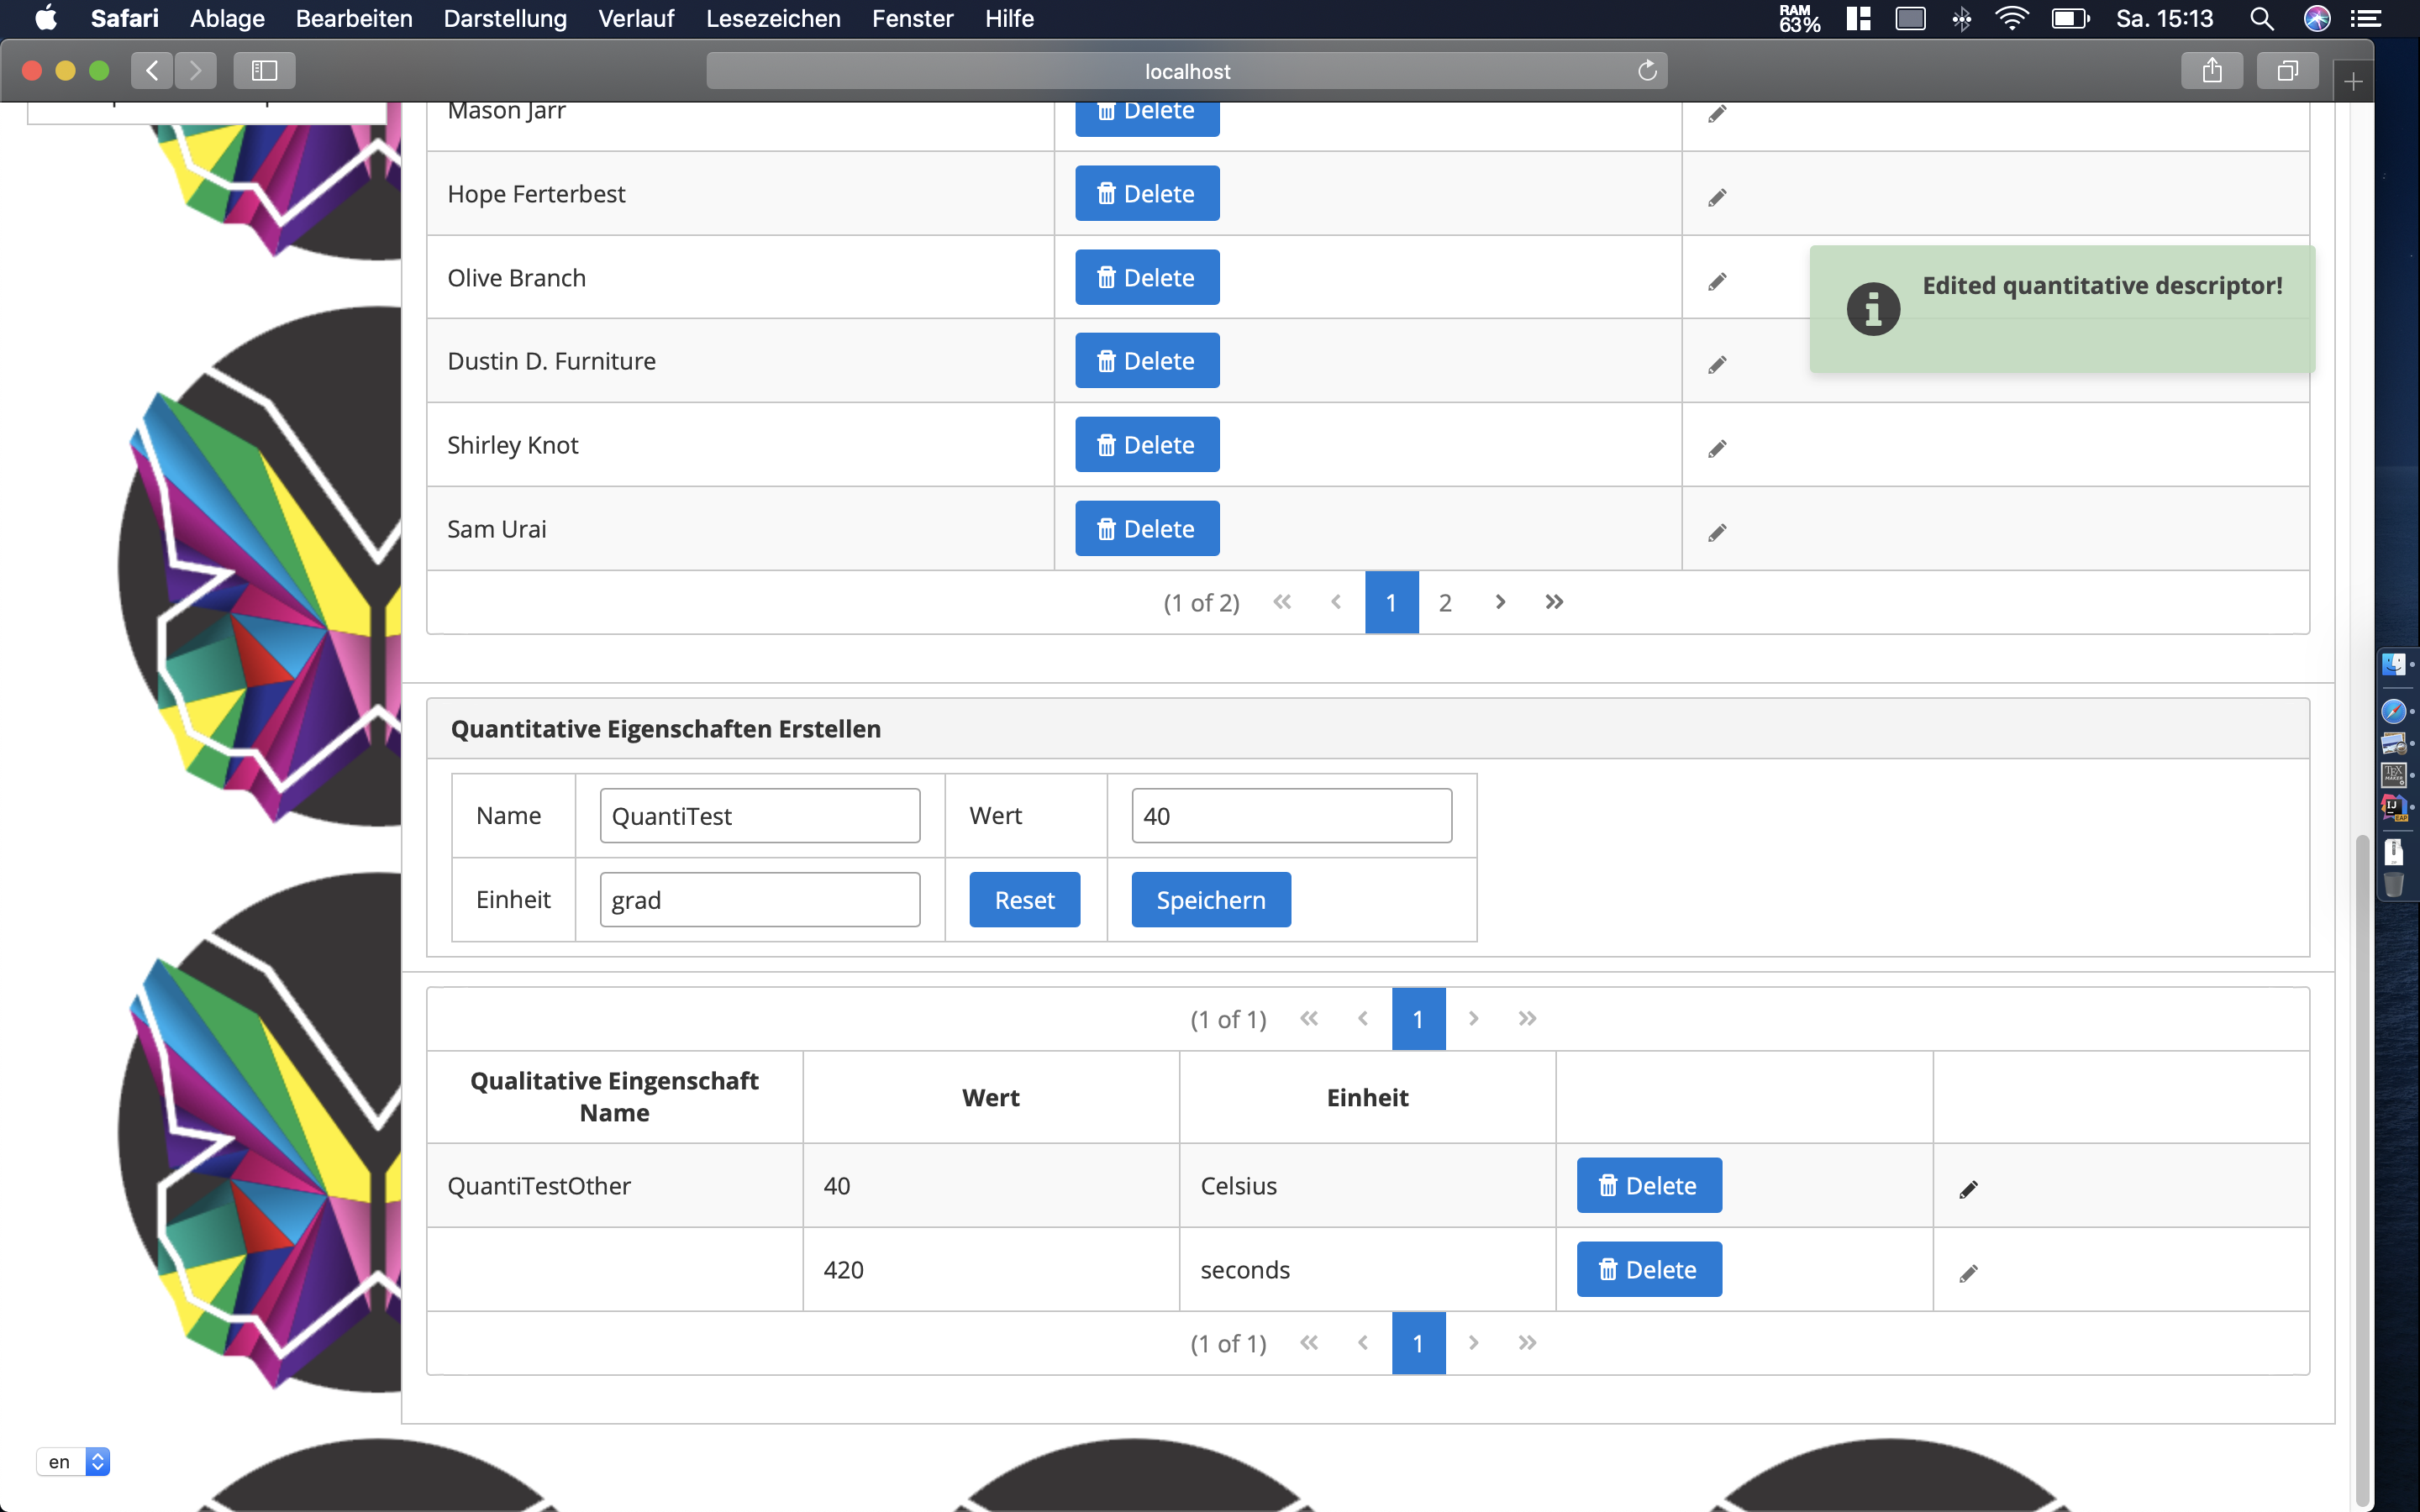 Safari Ablage Bearbeiten Darstellung Verlauf Lesezeichen Fenster Hilfe RAM 63% Sa. 15:13
localhost
Mason Jarr Delete
Hope Ferterbest Delete
Olive Branch Delete
Edited quantitative descriptor!
Dustin D. Furniture Delete
Shirley Knot Delete
Sam Urai Delete
(1 of 2) 1 2
Quantitative Eigenschaften Erstellen
Name QuantiTest Wert 40
Einheit grad Reset Speichern
(1 of 1) 1
Qualitative Eingenschaft
Name
Wert Einheit
QuantiTestOther 40 Celsius Delete
420 seconds Delete
(1 of 1) 1
en